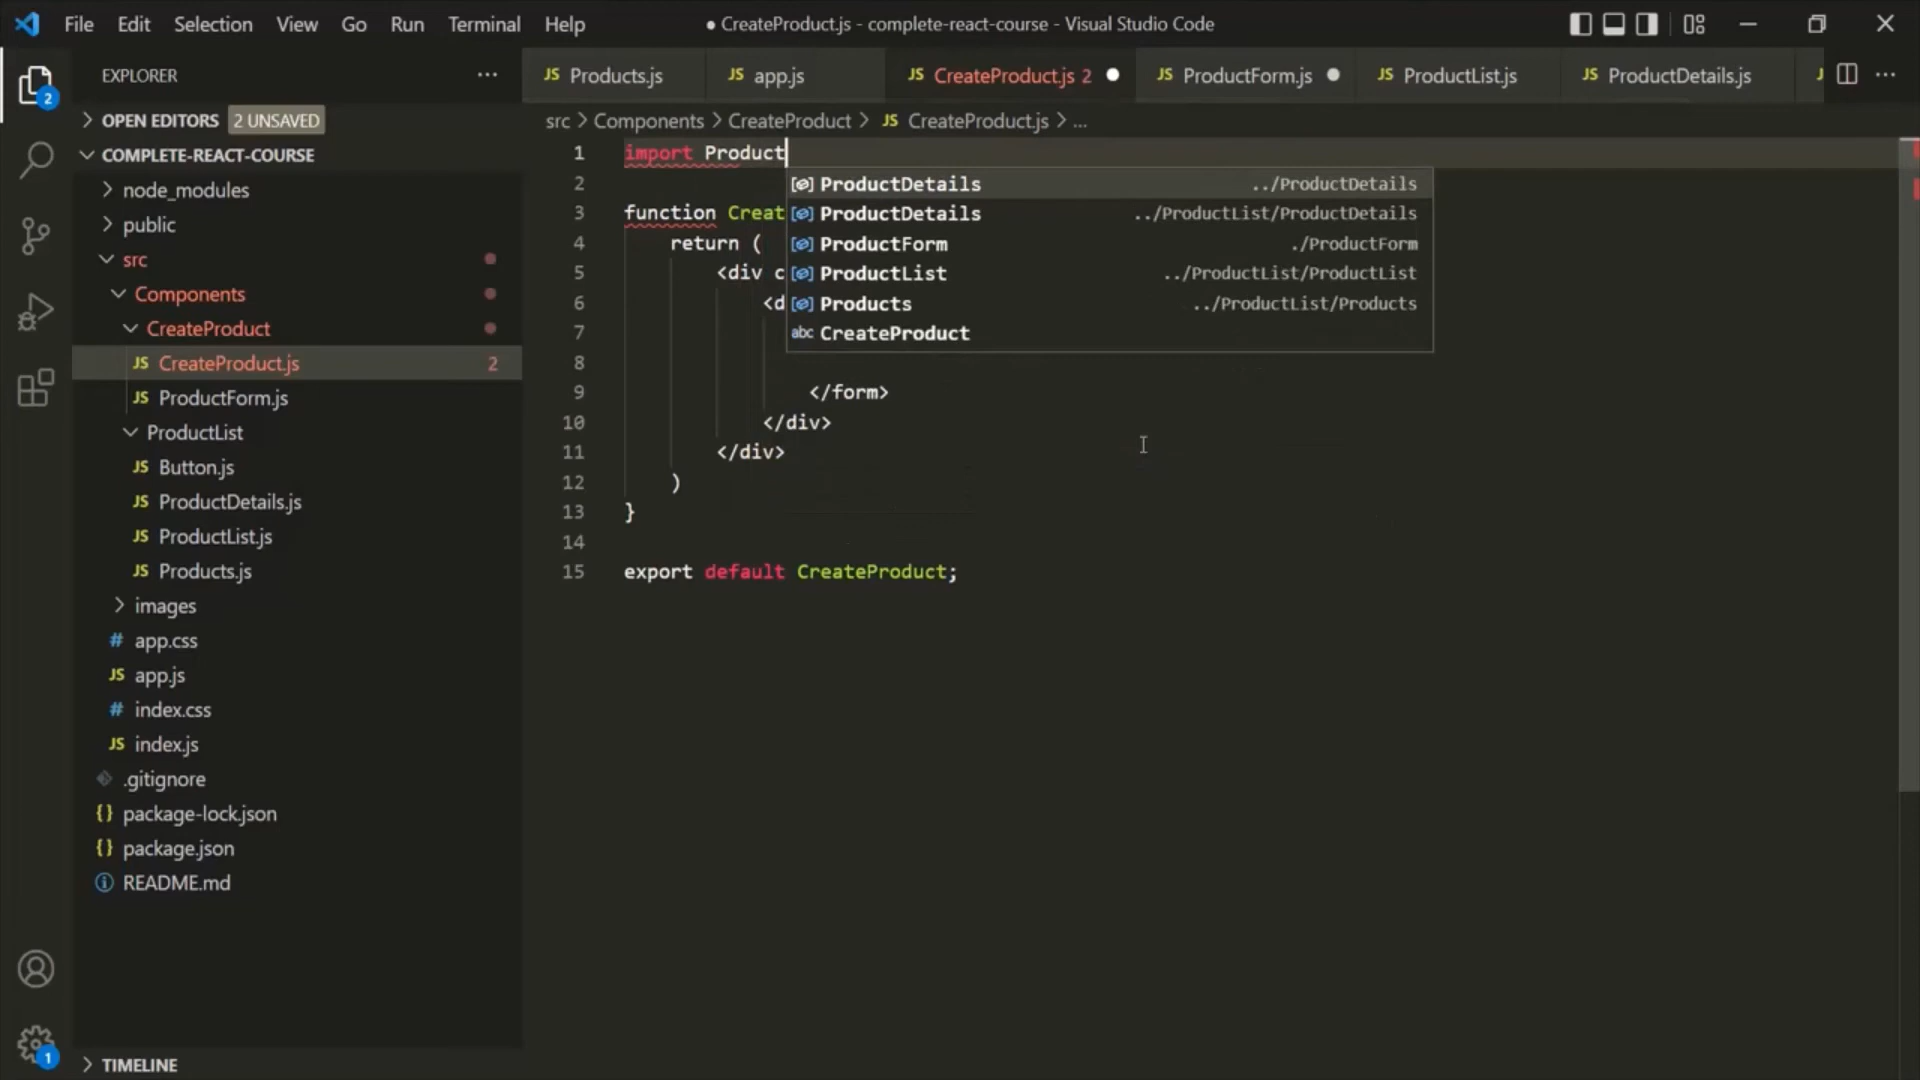 File Edit Selection View Go Run Terminal Help
● CreateProduct.js - complete-react-course - Visual Studio Code
EXPLORER
2
OPEN EDITORS 2 UNSAVED
COMPLETE-REACT-COURSE
node_modules
public
src
Components
CreateProduct
JS CreateProduct.js 2
JS ProductForm.js
ProductList
JS Button.js
JS ProductDetails.js
JS ProductList.js
JS Products.js
images
# app.css
JS app.js
# index.css
JS index.js
.gitignore
{} package-lock.json
{} package.json
README.md
1
TIMELINE
JS Products.js JS app.js JS CreateProduct.js 2 JS ProductForm.js JS ProductList.js JS ProductDetails.js
src > Components > CreateProduct > JS CreateProduct.js > ...
1 import Product
2
3 function Creat
4 return (
5 <div c
6 <d
7
8
9 </form>
10 </div>
11 </div>
12 )
13 }
14
15 export default CreateProduct;
ProductDetails ../ProductDetails
ProductDetails ../ProductList/ProductDetails
ProductForm ./ProductForm
ProductList ../ProductList/ProductList
Products ../ProductList/Products
abc CreateProduct